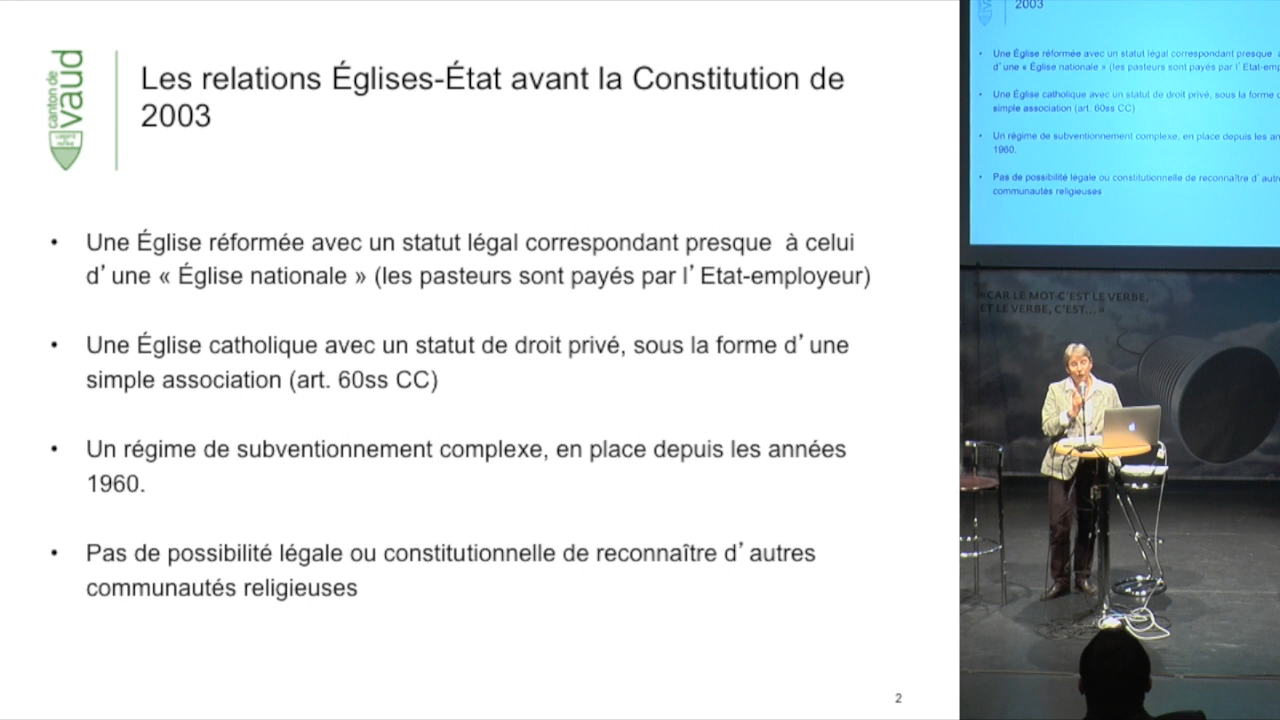 canton de
vaud
LIBERTÉ
ET
PATRIE
Les relations Églises-État avant la Constitution de
2003
• Une Église réformée avec un statut légal correspondant presque  à celui
d’une « Église nationale » (les pasteurs sont payés par l’Etat-employeur)
• Une Église catholique avec un statut de droit privé, sous la forme d’une
simple association (art. 60ss CC)
• Un régime de subventionnement complexe, en place depuis les années
1960.
• Pas de possibilité légale ou constitutionnelle de reconnaître d’autres
communautés religieuses
2
2003
• Une Église réformée avec un statut légal correspondant presque
d’une « Église nationale » (les pasteurs sont payés par l’Etat-emp
• Une Église catholique avec un statut de droit privé, sous la forme
simple association (art. 60ss CC)
• Un régime de subventionnement complexe, en place depuis les an
1960.
• Pas de possibilité légale ou constitutionnelle de reconnaître d’autre
communautés religieuses
«CAR LE MOT C'EST LE VERBE,
ET LE VERBE, C'EST... »